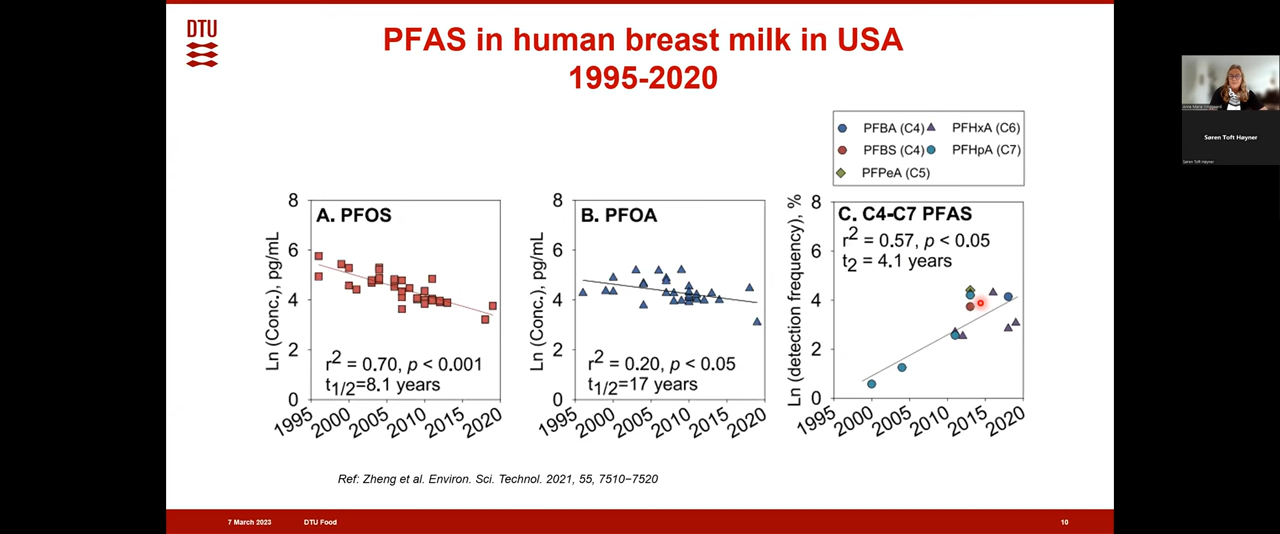 DTU
PFAS in human breast milk in USA
1995-2020
PFBA (C4)
PFHxA (C6)
PFBS (C4)
PFHpA (C7)
PFPeA (C5)
A. PFOS
Ln (Conc.), pg/mL
8
6
4
2
0
r2 = 0.70, p < 0.001
t1/2=8.1 years
1995
2000
2005
2010
2015
2020
B. PFOA
Ln (Conc.), pg/mL
8
6
4
2
0
r2 = 0.20, p < 0.05
t1/2=17 years
1995
2000
2005
2010
2015
2020
C. C4-C7 PFAS
r2 = 0.57, p < 0.05
t2 = 4.1 years
Ln (detection frequency), %
8
6
4
2
0
1995
2000
2005
2010
2015
2020
Ref: Zheng et al. Environ. Sci. Technol. 2021, 55, 7510−7520
7 March 2023
DTU Food
10
Søren Toft Høyner
Søren Toft Høyner